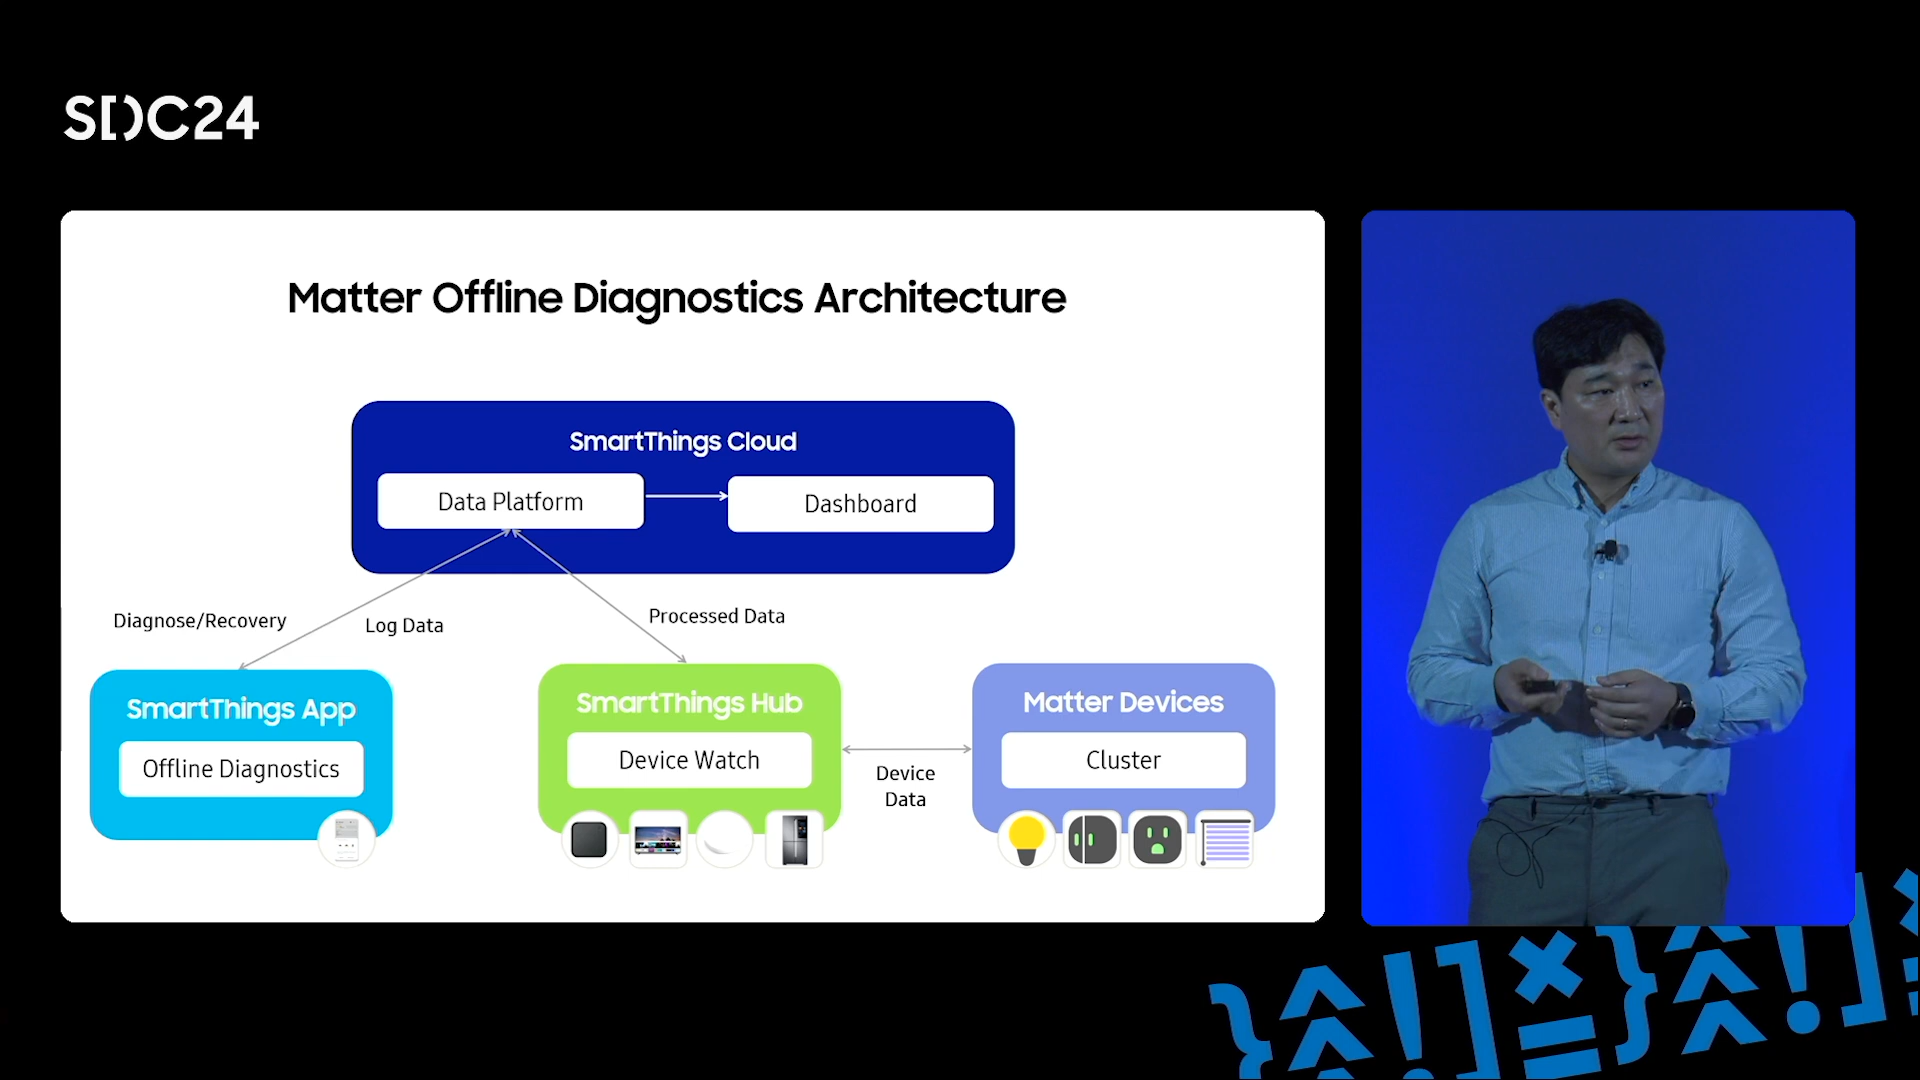 SDC24
Matter Offline Diagnostics Architecture
SmartThings Cloud
Data Platform
Dashboard
Diagnose/Recovery
Log Data
Processed Data
SmartThings App
Offline Diagnostics
SmartThings Hub
Device Watch
Device
Data
Matter Devices
Cluster
}^!]×=}^!]×